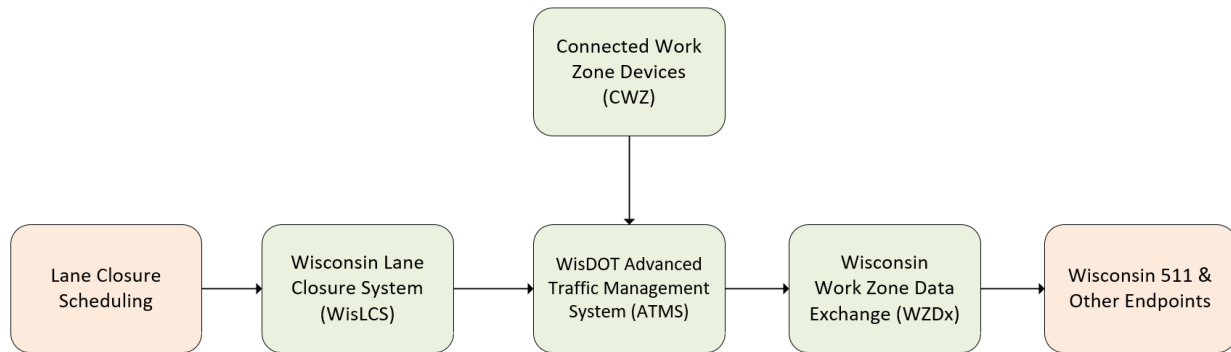 Connected Work
Zone Devices
(CWZ)
Lane Closure
Scheduling
Wisconsin Lane
Closure System
(WisLCS)
WisDOT Advanced
Traffic Management
System (ATMS)
Wisconsin
Work Zone Data
Exchange (WZDx)
Wisconsin 511 &
Other Endpoints